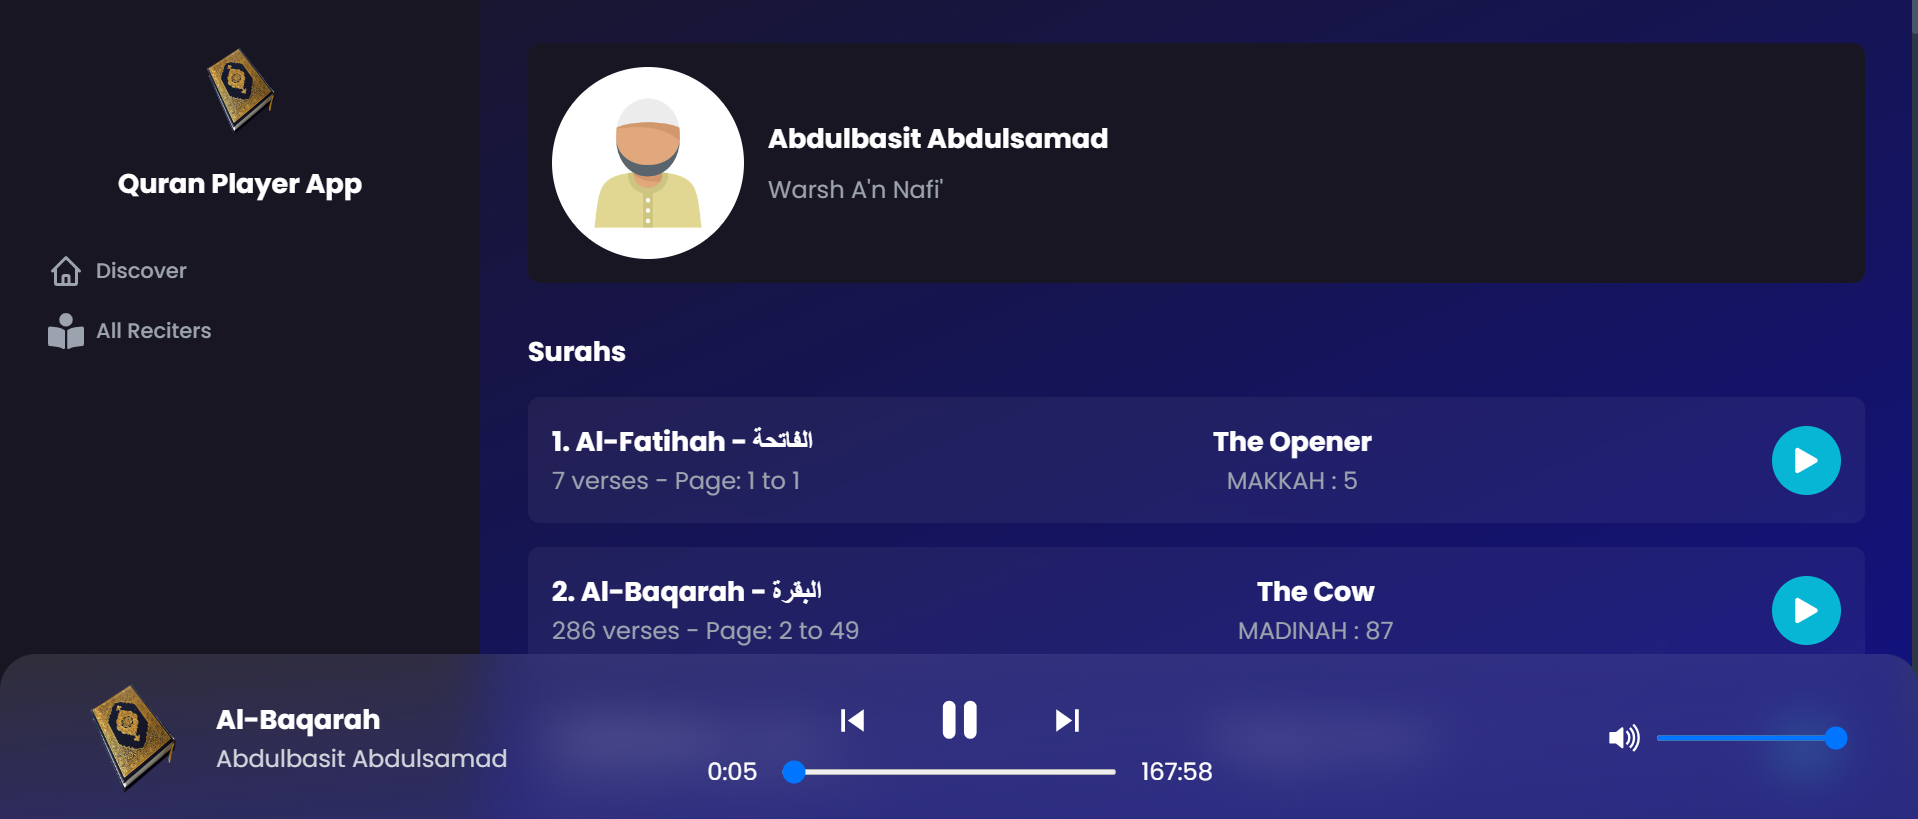 Quran Player App
Discover
All Reciters
Abdulbasit Abdulsamad
Warsh A'n Nafi'
Surahs
1. Al-Fatihah - الفاتحة
7 verses - Page: 1 to 1
The Opener
MAKKAH : 5
2. Al-Baqarah - البقرة
286 verses - Page: 2 to 49
The Cow
MADINAH : 87
Al-Baqarah
Abdulbasit Abdulsamad
0:05
167:58